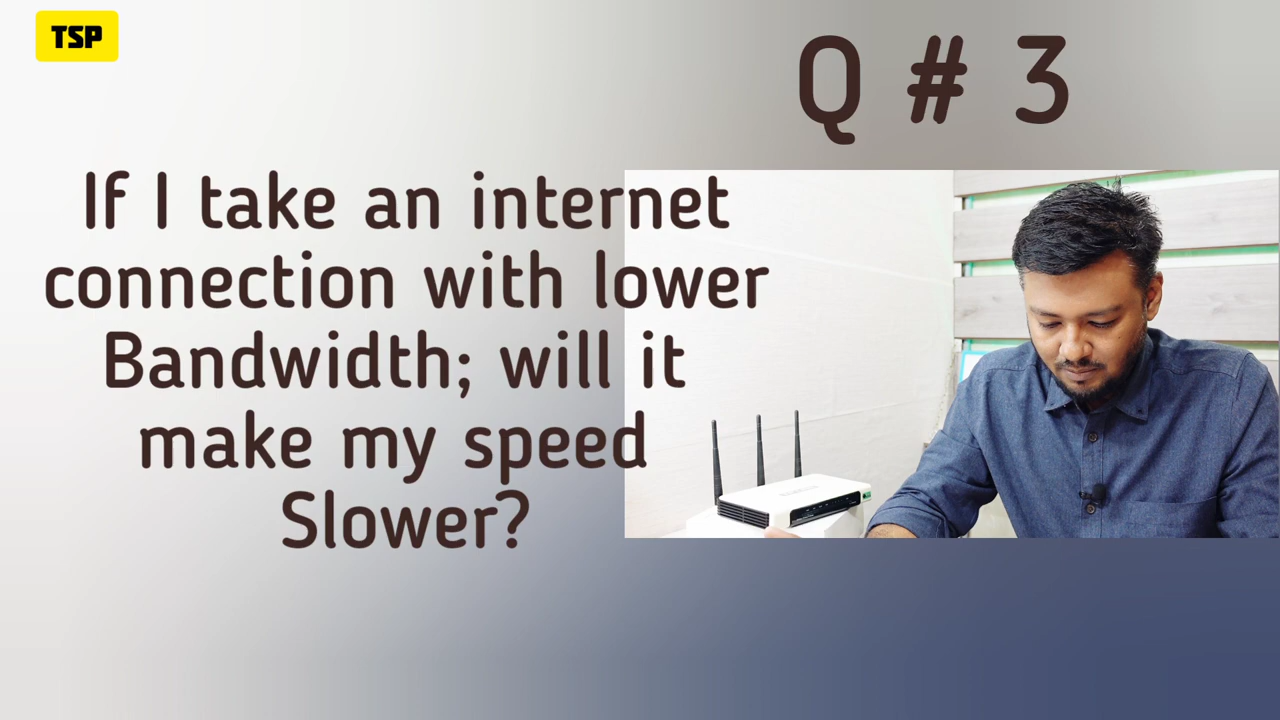 TSP
Q # 3
If I take an internet
connection with lower
Bandwidth; will it
make my speed
Slower?